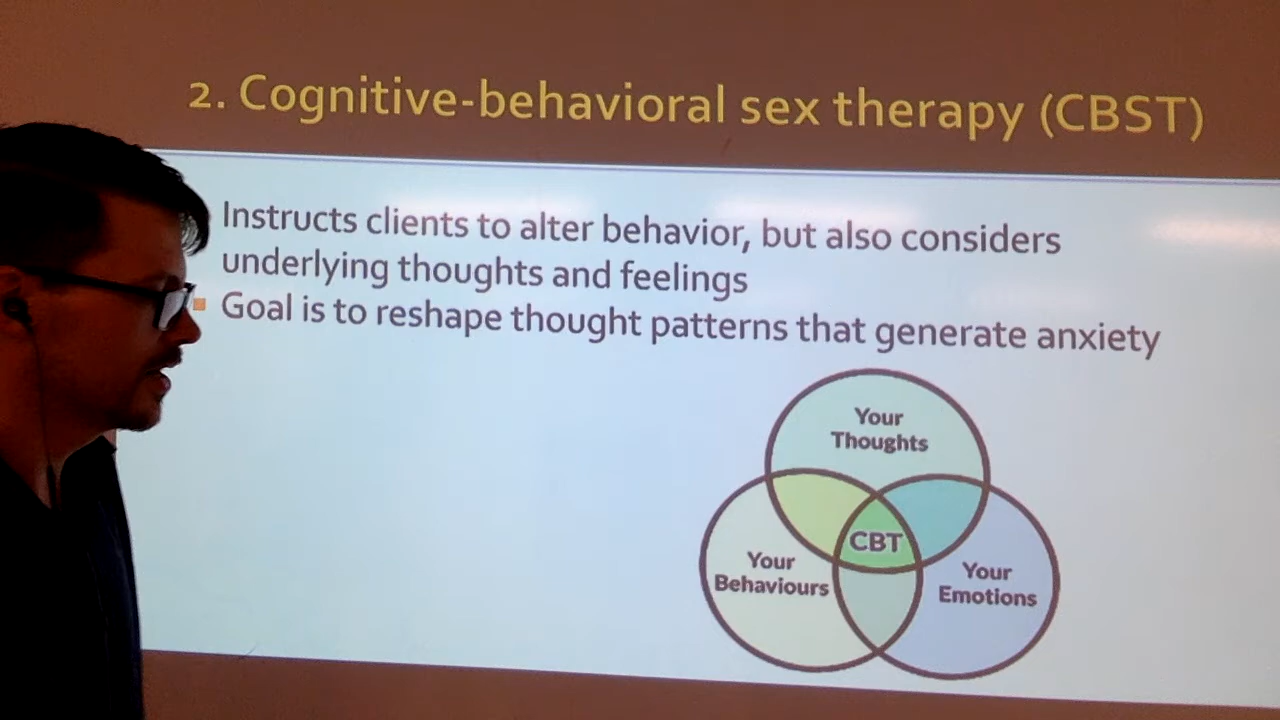 2. Cognitive-behavioral sex therapy (CBST)
Instructs clients to alter behavior, but also considers
underlying thoughts and feelings
Goal is to reshape thought patterns that generate anxiety
Your
Thoughts
CBT
Your
Behaviours
Your
Emotions